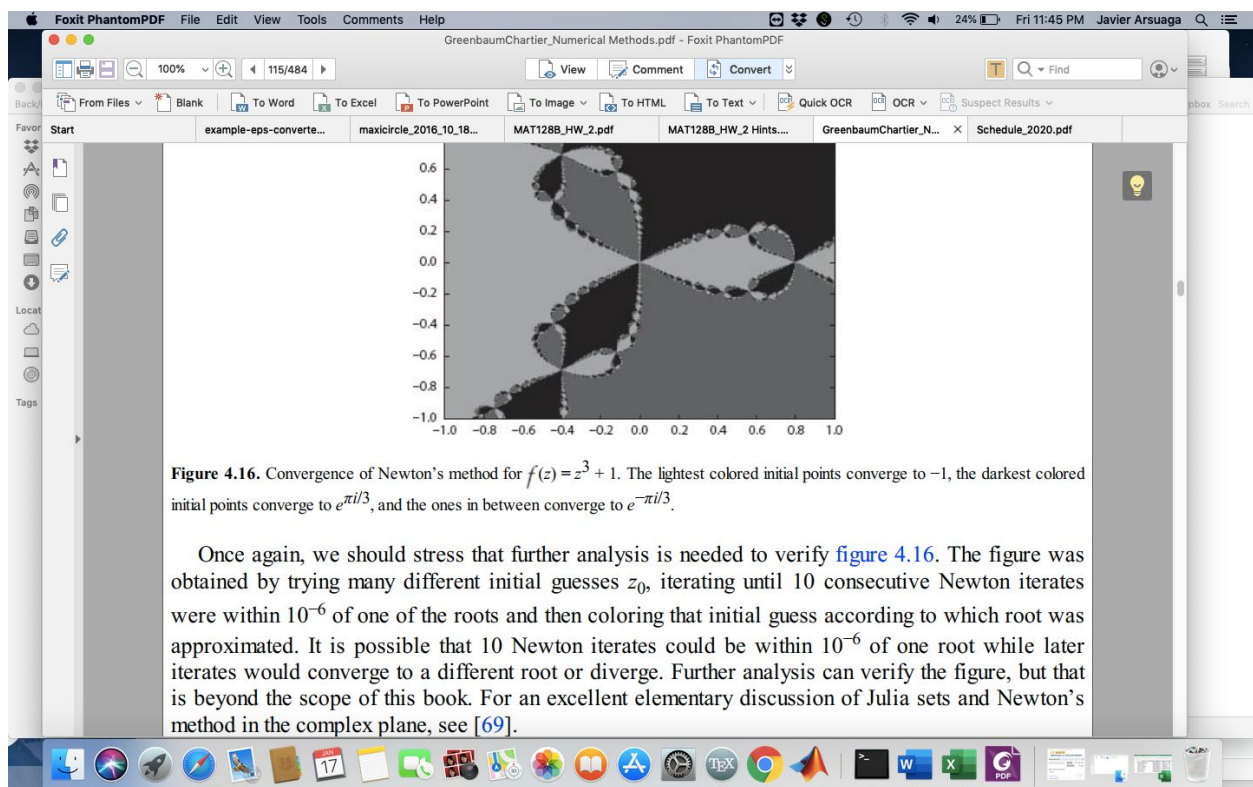 Foxit PhantomPDF File Edit View Tools Comments Help 24% Fri 11:45 PM Javier Arsuaga
GreenbaumChartier_Numerical Methods.pdf - Foxit PhantomPDF
100% 115/484 View Comment Convert T Find
From Files Blank To Word To Excel To PowerPoint To Image To HTML To Text Quick OCR OCR Suspect Results
Back/ pbox Search
Start example-eps-converte... maxicircle_2016_10_18... MAT128B_HW_2.pdf MAT128B_HW_2 Hints.... GreenbaumChartier_N... × Schedule_2020.pdf
Favor
Locat
Tags
0.6
0.4
0.2
0.0
-0.2
-0.4
-0.6
-0.8
-1.0
-1.0 -0.8 -0.6 -0.4 -0.2 0.0 0.2 0.4 0.6 0.8 1.0
Figure 4.16. Convergence of Newton's method for f(z) = z³ + 1. The lightest colored initial points converge to −1, the darkest colored
initial points converge to e^{πi/3}, and the ones in between converge to e^{−πi/3}.
Once again, we should stress that further analysis is needed to verify figure 4.16. The figure was
obtained by trying many different initial guesses z₀, iterating until 10 consecutive Newton iterates
were within 10⁻⁶ of one of the roots and then coloring that initial guess according to which root was
approximated. It is possible that 10 Newton iterates could be within 10⁻⁶ of one root while later
iterates would converge to a different root or diverge. Further analysis can verify the figure, but that
is beyond the scope of this book. For an excellent elementary discussion of Julia sets and Newton's
method in the complex plane, see [69].
JAN
17
TEX
W
X
PDF